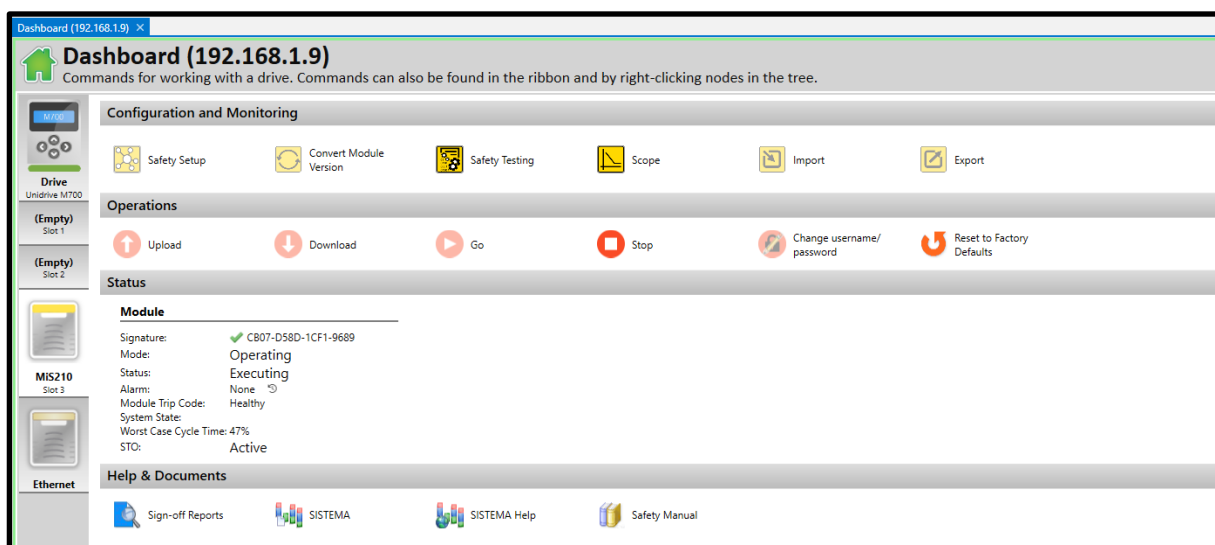 Dashboard (192.168.1.9) ×
Dashboard (192.168.1.9)
Commands for working with a drive. Commands can also be found in the ribbon and by right-clicking nodes in the tree.
M700
Drive
Unidrive M700
(Empty)
Slot 1
(Empty)
Slot 2
MiS210
Slot 3
Ethernet
Configuration and Monitoring
Safety Setup
Convert Module
Version
Safety Testing
Scope
Import
Export
Operations
Upload
Download
Go
Stop
Change username/
password
Reset to Factory
Defaults
Status
Module
Signature: CB07-D58D-1CF1-9689
Mode: Operating
Status: Executing
Alarm: None
Module Trip Code: Healthy
System State:
Worst Case Cycle Time: 47%
STO: Active
Help & Documents
Sign-off Reports
SISTEMA
SISTEMA Help
Safety Manual